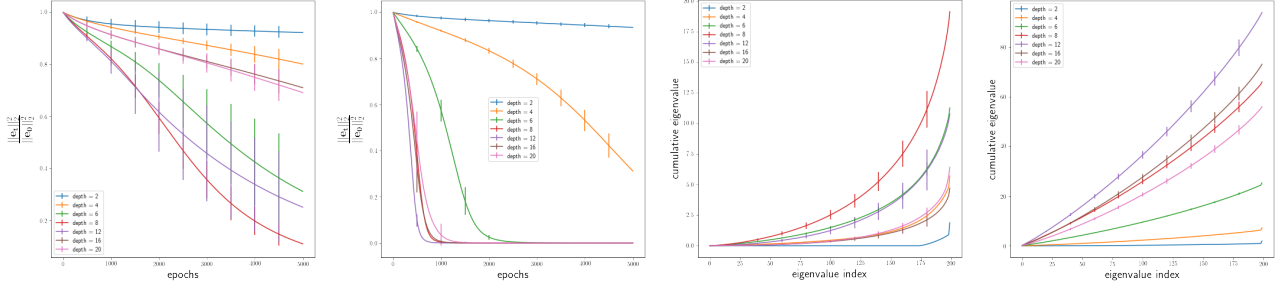 1.0
0.8
0.6
0.4
0.2
||e_t||_2^2
||e_0||_2^2
depth = 2
depth = 4
depth = 6
depth = 8
depth = 12
depth = 16
depth = 20
0 1000 2000 3000 4000 5000
epochs
1.0
0.8
0.6
0.4
0.2
0.0
||e_t||_2^2
||e_0||_2^2
depth = 2
depth = 4
depth = 6
depth = 8
depth = 12
depth = 16
depth = 20
0 1000 2000 3000 4000 5000
epochs
20.0
17.5
15.0
12.5
10.0
7.5
5.0
2.5
0.0
cumulative eigenvalue
depth = 2
depth = 4
depth = 6
depth = 8
depth = 12
depth = 16
depth = 20
0 25 50 75 100 125 150 175 200
eigenvalue index
80
60
40
20
0
cumulative eigenvalue
depth = 2
depth = 4
depth = 6
depth = 8
depth = 12
depth = 16
depth = 20
0 25 50 75 100 125 150 175 200
eigenvalue index